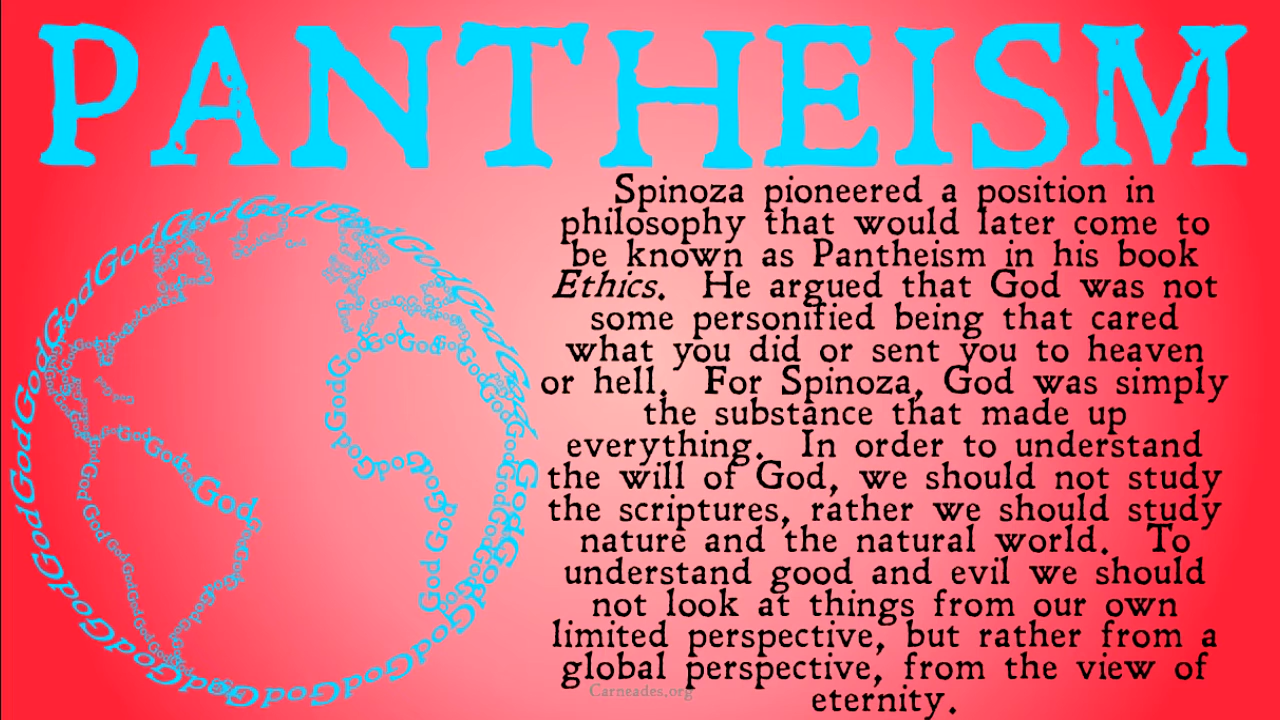 PANTHEISM
Spinoza pioneered a position in
philosophy that would later come to
be known as Pantheism in his book
Ethics. He argued that God was not
some personified being that cared
what you did or sent you to heaven
or hell. For Spinoza, God was simply
the substance that made up
everything. In order to understand
the will of God, we should not study
the scriptures, rather we should study
nature and the natural world. To
understand good and evil we should
not look at things from our own
limited perspective, but rather from a
global perspective, from the view of
eternity.
Carneades.org
God